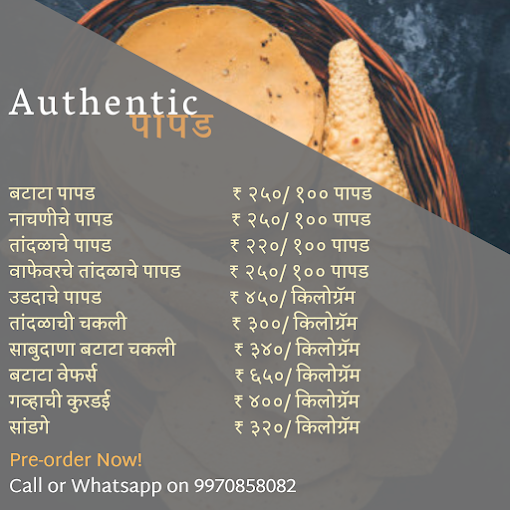 Authentic
पापड
बटाटा पापड ₹ २५०/ १०० पापड
नाचणीचे पापड ₹ २५०/ १०० पापड
तांदळाचे पापड ₹ २२०/ १०० पापड
वाफेवरचे तांदळाचे पापड ₹ २५०/ १०० पापड
उडदाचे पापड ₹ ४५०/ किलोग्रॅम
तांदळाची चकली ₹ ३००/ किलोग्रॅम
साबुदाणा बटाटा चकली ₹ ३४०/ किलोग्रॅम
बटाटा वेफर्स ₹ ६५०/ किलोग्रॅम
गव्हाची कुरडई ₹ ४००/ किलोग्रॅम
सांडगे ₹ ३२०/ किलोग्रॅम
Pre-order Now!
Call or Whatsapp on 9970858082